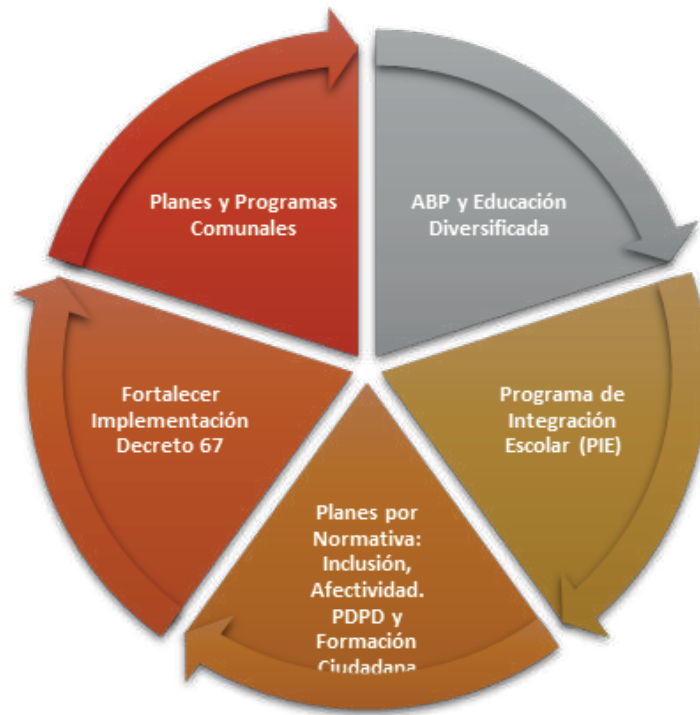 Planes y Programas
Comunales
ABP y Educación
Diversificada
Programa de
Integración
Escolar (PIE)
Planes por
Normativa:
Inclusión,
Afectividad.
PDPD y
Formación
Ciudadana
Fortalecer
Implementación
Decreto 67